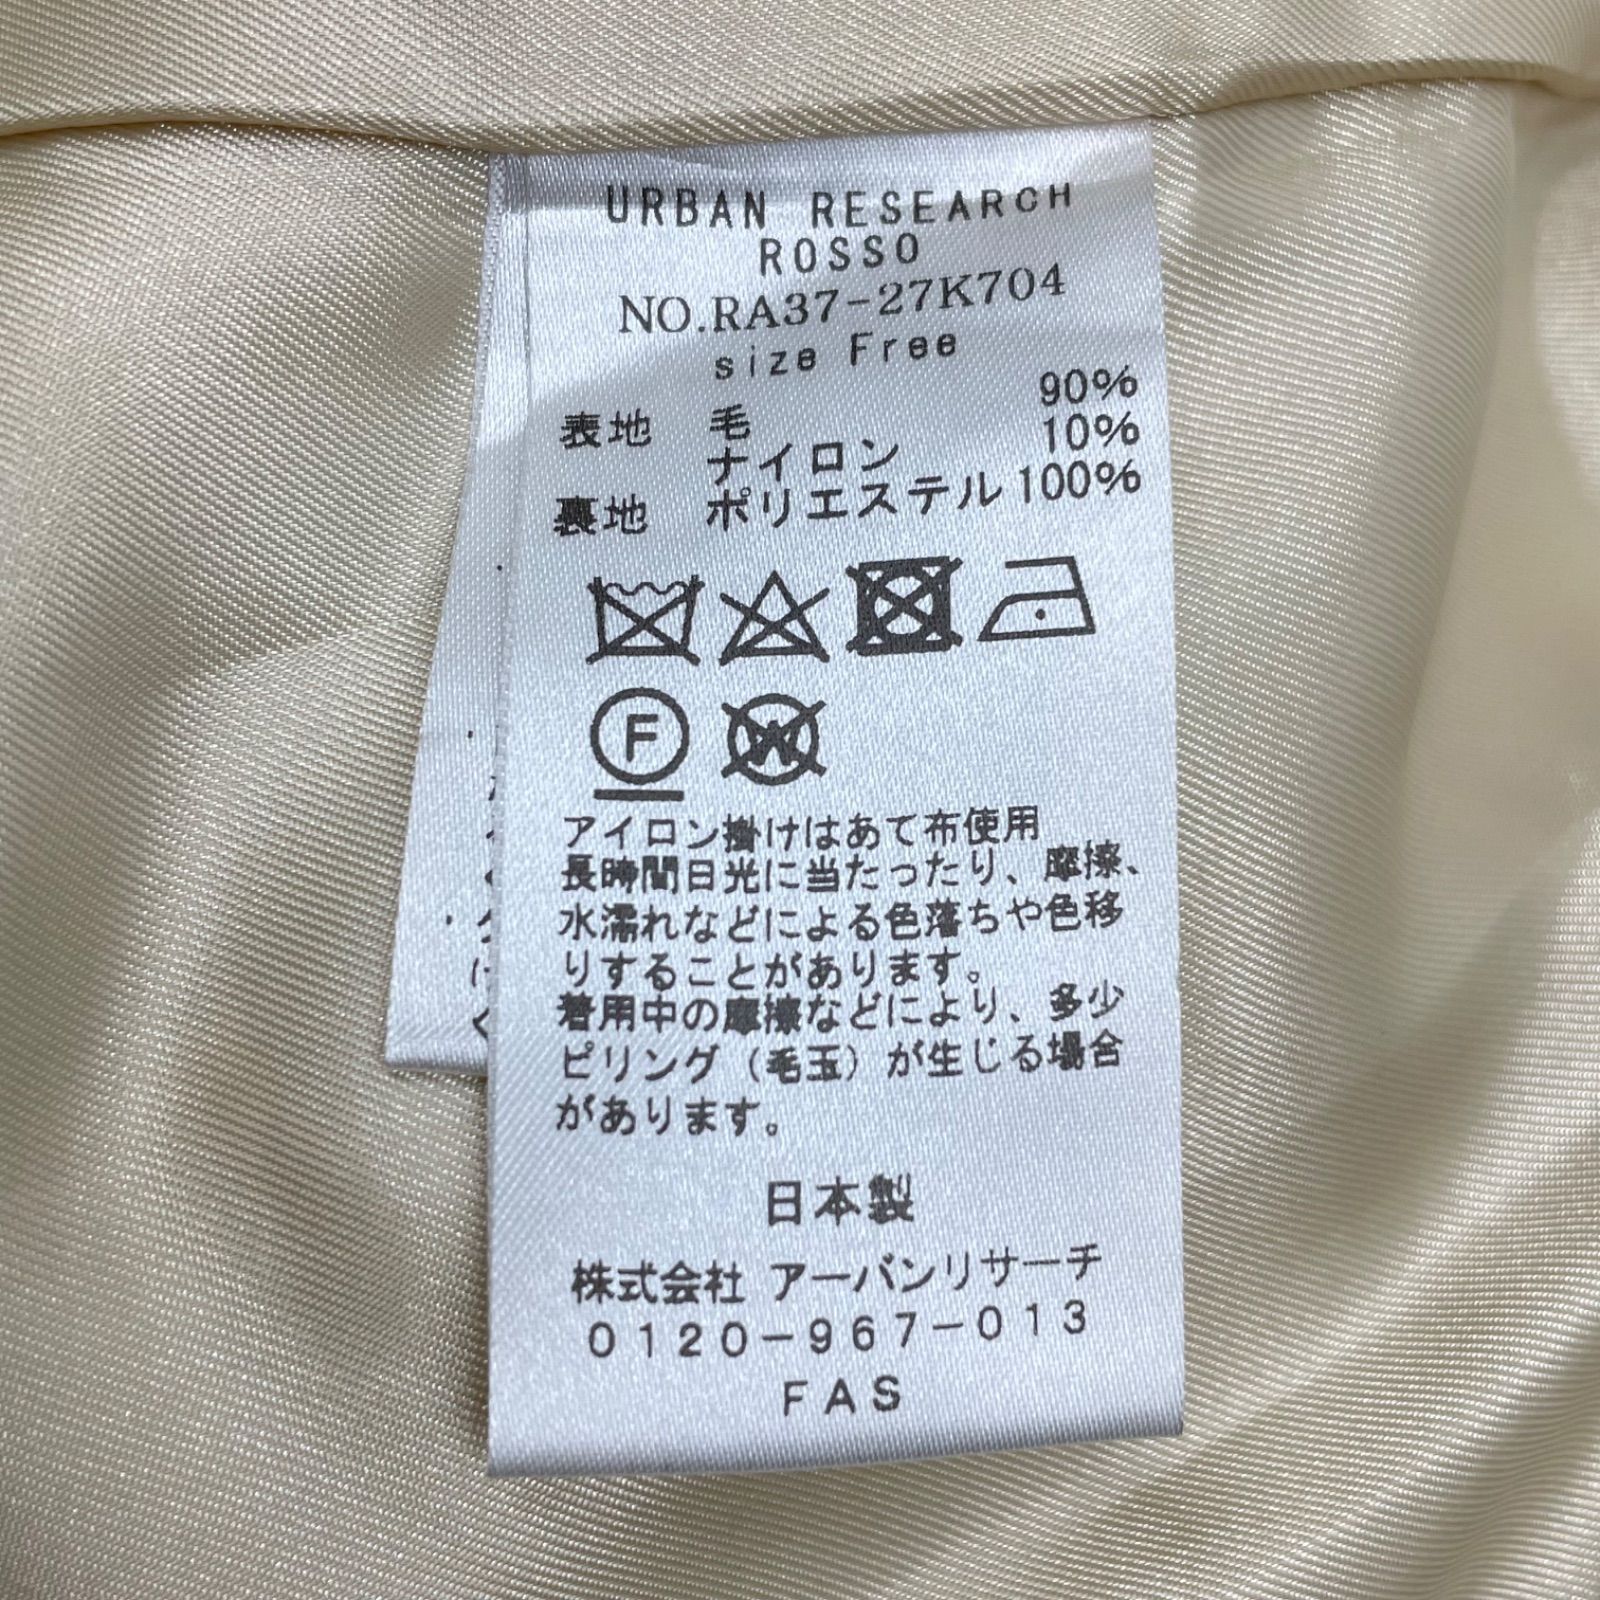 URBAN RESEARCH
ROSSO
NO.RA37-27K704
size Free
表地 毛 90%
ナイロン 10%
裏地 ポリエステル 100%
F
W
アイロン掛けはあて布使用
長時間日光に当たったり、摩擦、
水濡れなどによる色落ちや色移
りすることがあります。
着用中の摩擦などにより、多少
ピリング(毛玉)が生じる場合
があります。
日本製
株式会社 アーバンリサーチ
0120-967-013
FAS